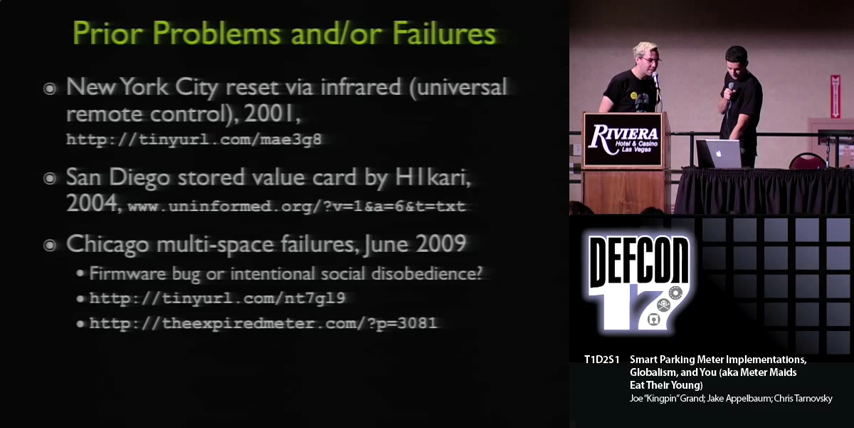 Prior Problems and/or Failures
New York City reset via infrared (universal
remote control), 2001,
http://tinyurl.com/mae3g8
San Diego stored value card by H1kari,
2004, www.uninformed.org/?v=1&a=6&t=txt
Chicago multi-space failures, June 2009
Firmware bug or intentional social disobedience?
http://tinyurl.com/nt7gl9
http://theexpiredmeter.com/?p=3081
RIVIERA
Hotel & Casino
Las Vegas
DEFCON
17
T1D2S1 Smart Parking Meter Implementations,
Globalism, and You (aka Meter Maids
Eat Their Young)
Joe "Kingpin" Grand; Jake Appelbaum; Chris Tarnovsky